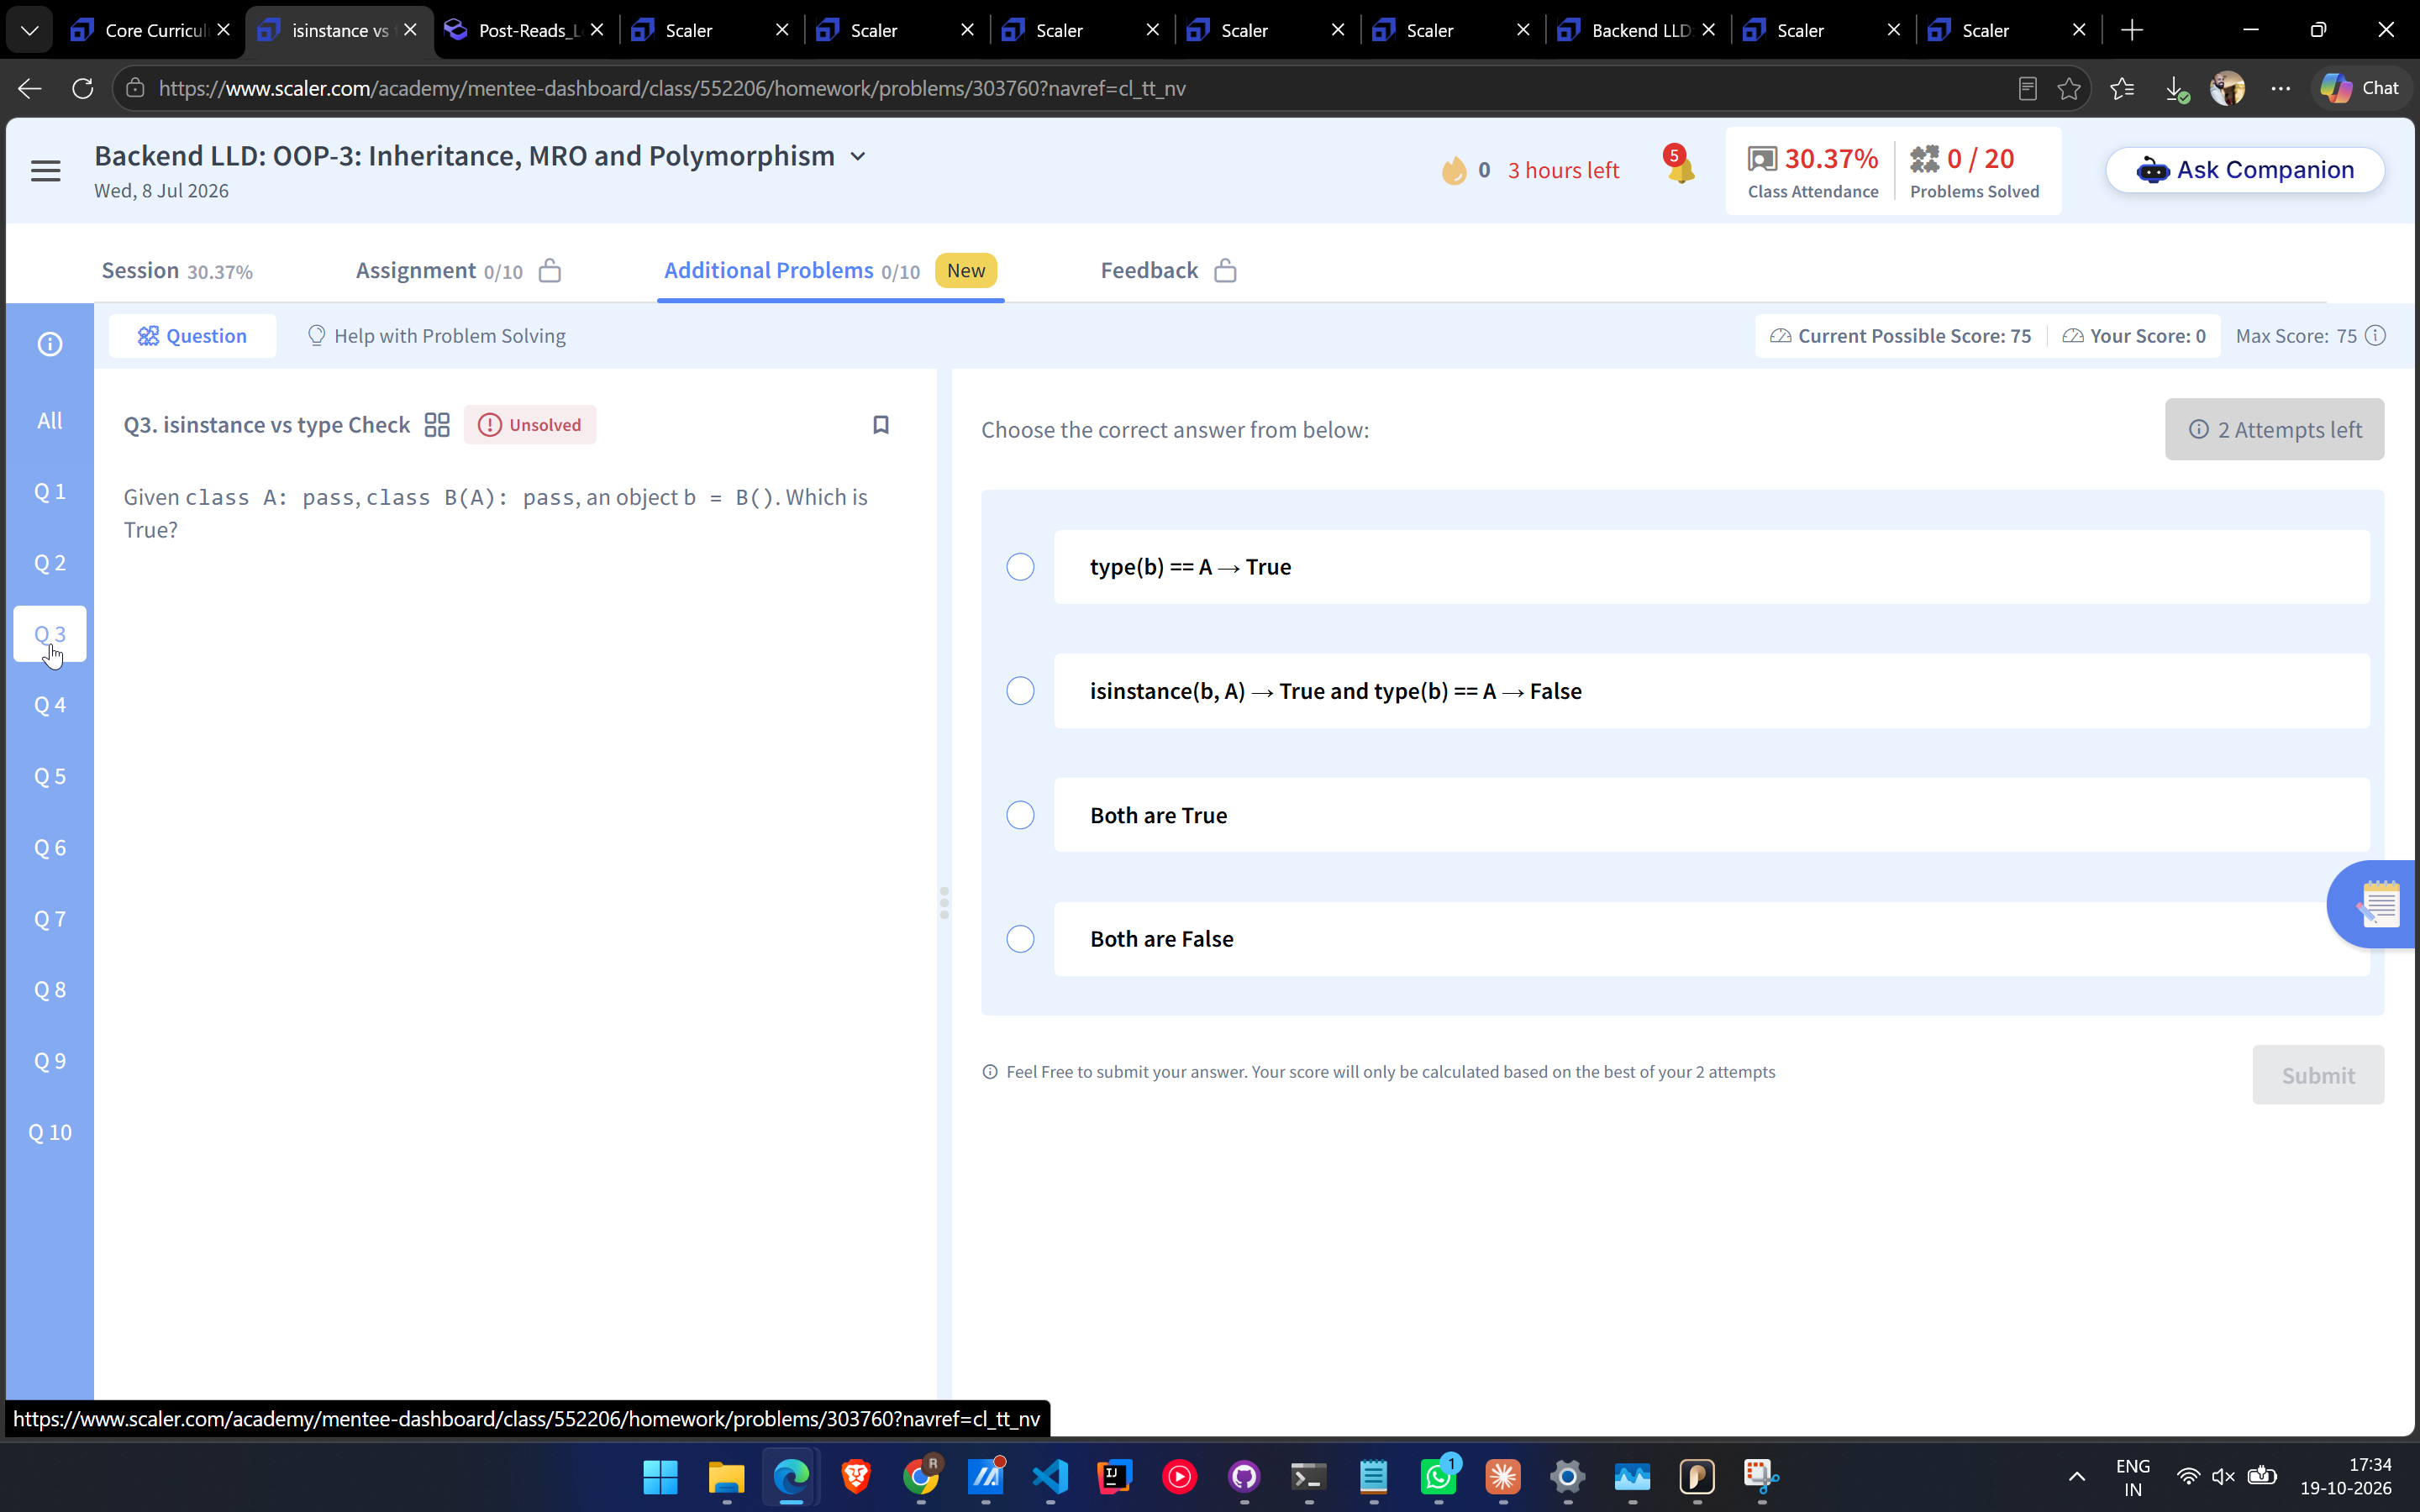 Core Curricul
isinstance vs t
Post-Reads_L
Scaler
Scaler
Scaler
Scaler
Scaler
Backend LLD:
Scaler
Scaler
https://www.scaler.com/academy/mentee-dashboard/class/552206/homework/problems/303760?navref=cl_tt_nv
Chat
Backend LLD: OOP-3: Inheritance, MRO and Polymorphism
Wed, 8 Jul 2026
0 3 hours left
5
30.37%
Class Attendance
0 / 20
Problems Solved
Ask Companion
Session 30.37%
Assignment 0/10
Additional Problems 0/10 New
Feedback
Question
Help with Problem Solving
Current Possible Score: 75
Your Score: 0
Max Score: 75
All
Q 1
Q 2
Q 3
Q 4
Q 5
Q 6
Q 7
Q 8
Q 9
Q 10
Q3. isinstance vs type Check
Unsolved
Given class A: pass, class B(A): pass, an object b = B(). Which is
True?
Choose the correct answer from below:
2 Attempts left
type(b) == A → True
isinstance(b, A) → True and type(b) == A → False
Both are True
Both are False
Feel Free to submit your answer. Your score will only be calculated based on the best of your 2 attempts
Submit
https://www.scaler.com/academy/mentee-dashboard/class/552206/homework/problems/303760?navref=cl_tt_nv
R
IJ
1
ENG
IN
17:34
19-10-2026